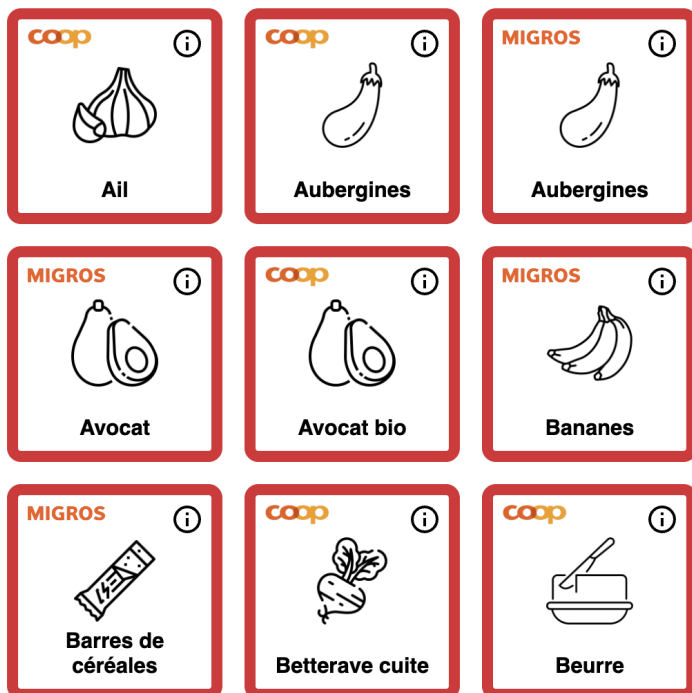 coop
Ail
coop
Aubergines
MIGROS
Aubergines
MIGROS
Avocat
coop
Avocat bio
MIGROS
Bananes
MIGROS
Barres de
céréales
coop
Betterave cuite
coop
Beurre